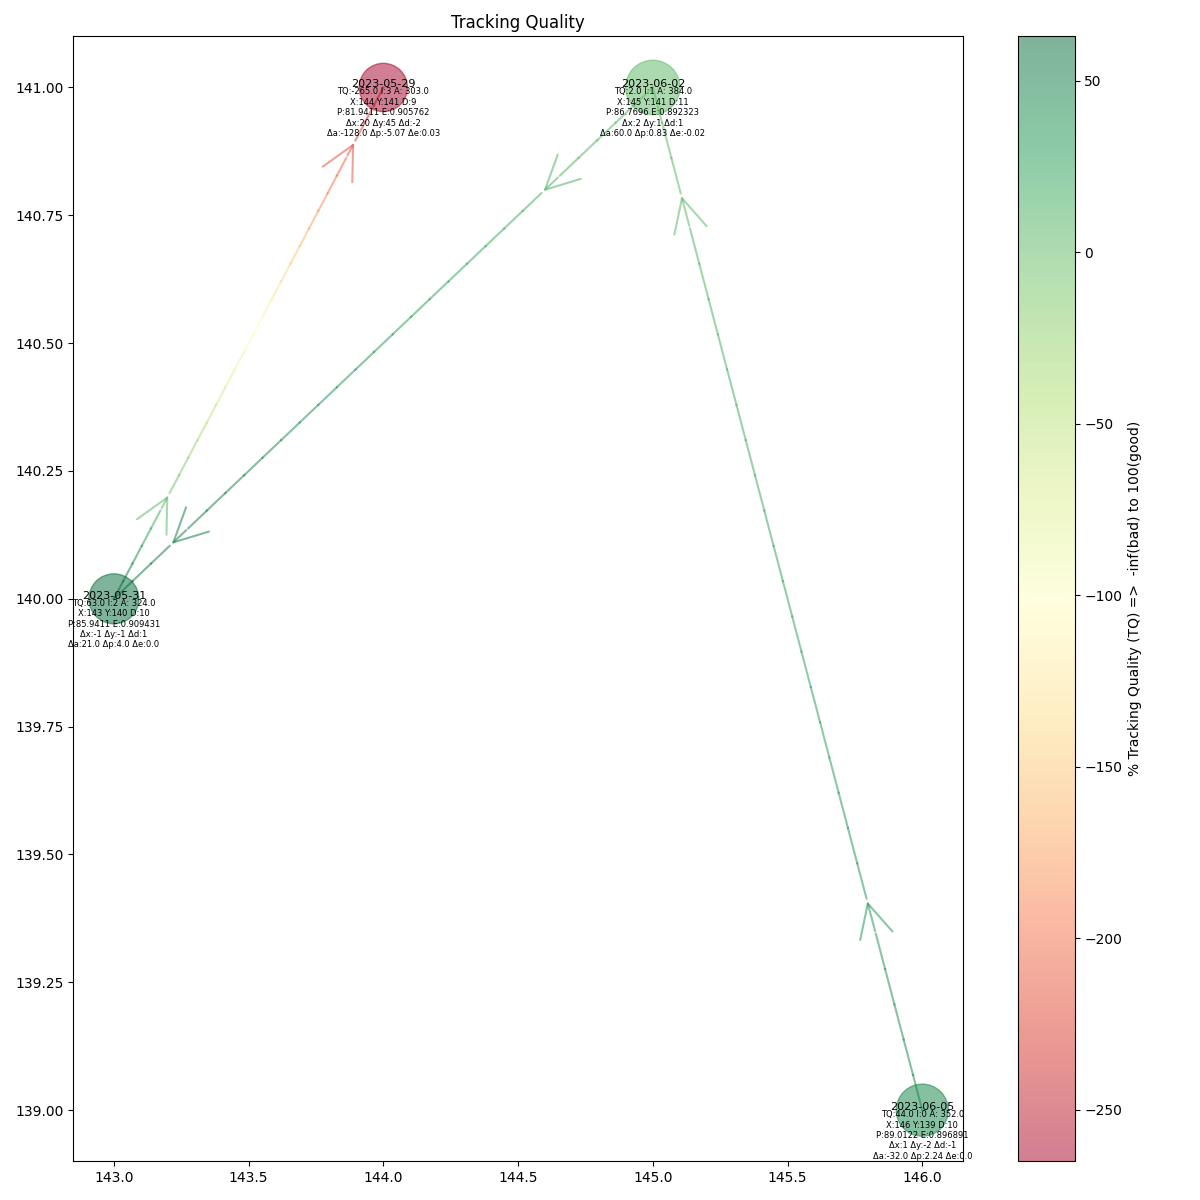 Tracking Quality
2023-05-29
TQ:-265.0 I:3 A: 303.0
X:144 Y:141 D:9
P:81.9411 E:0.905762
Δx:20 Δy:45 Δd:-2
Δa:-128.0 Δp:-5.07 Δe:0.03
2023-06-02
TQ:2.0 I:1 A: 384.0
X:145 Y:141 D:11
P:86.7696 E:0.892323
Δx:2 Δy:1 Δd:1
Δa:60.0 Δp:0.83 Δe:-0.02
2023-05-31
TQ:63.0 I:2 A: 324.0
X:143 Y:140 D:10
P:85.9411 E:0.909431
Δx:-1 Δy:-1 Δd:1
Δa:21.0 Δp:4.0 Δe:0.0
2023-06-05
TQ:44.0 I:0 A: 352.0
X:146 Y:139 D:10
P:89.0122 E:0.896891
Δx:1 Δy:-2 Δd:-1
Δa:-32.0 Δp:2.24 Δe:0.0
141.00
140.75
140.50
140.25
140.00
139.75
139.50
139.25
139.00
143.0 143.5 144.0 144.5 145.0 145.5 146.0
50
0
−50
−100
−150
−200
−250
% Tracking Quality (TQ) => -inf(bad) to 100(good)